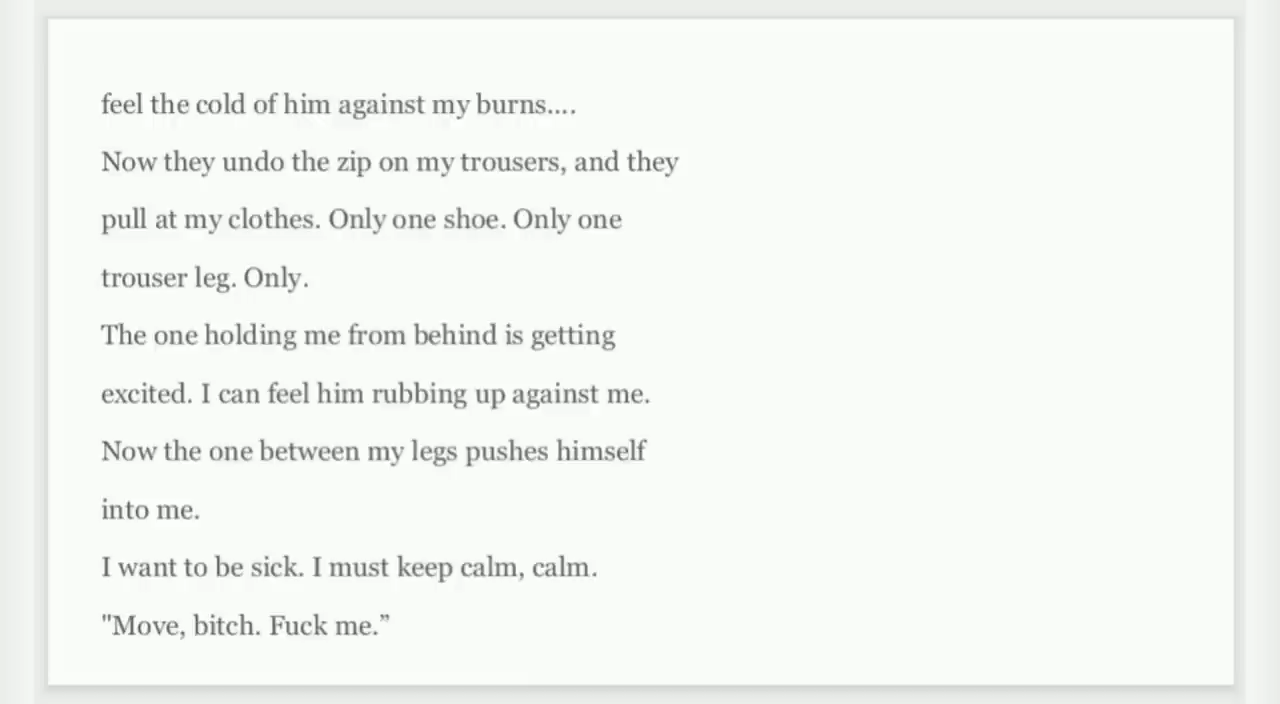 feel the cold of him against my burns....
Now they undo the zip on my trousers, and they
pull at my clothes. Only one shoe. Only one
trouser leg. Only.
The one holding me from behind is getting
excited. I can feel him rubbing up against me.
Now the one between my legs pushes himself
into me.
I want to be sick. I must keep calm, calm.
"Move, bitch. Fuck me.”